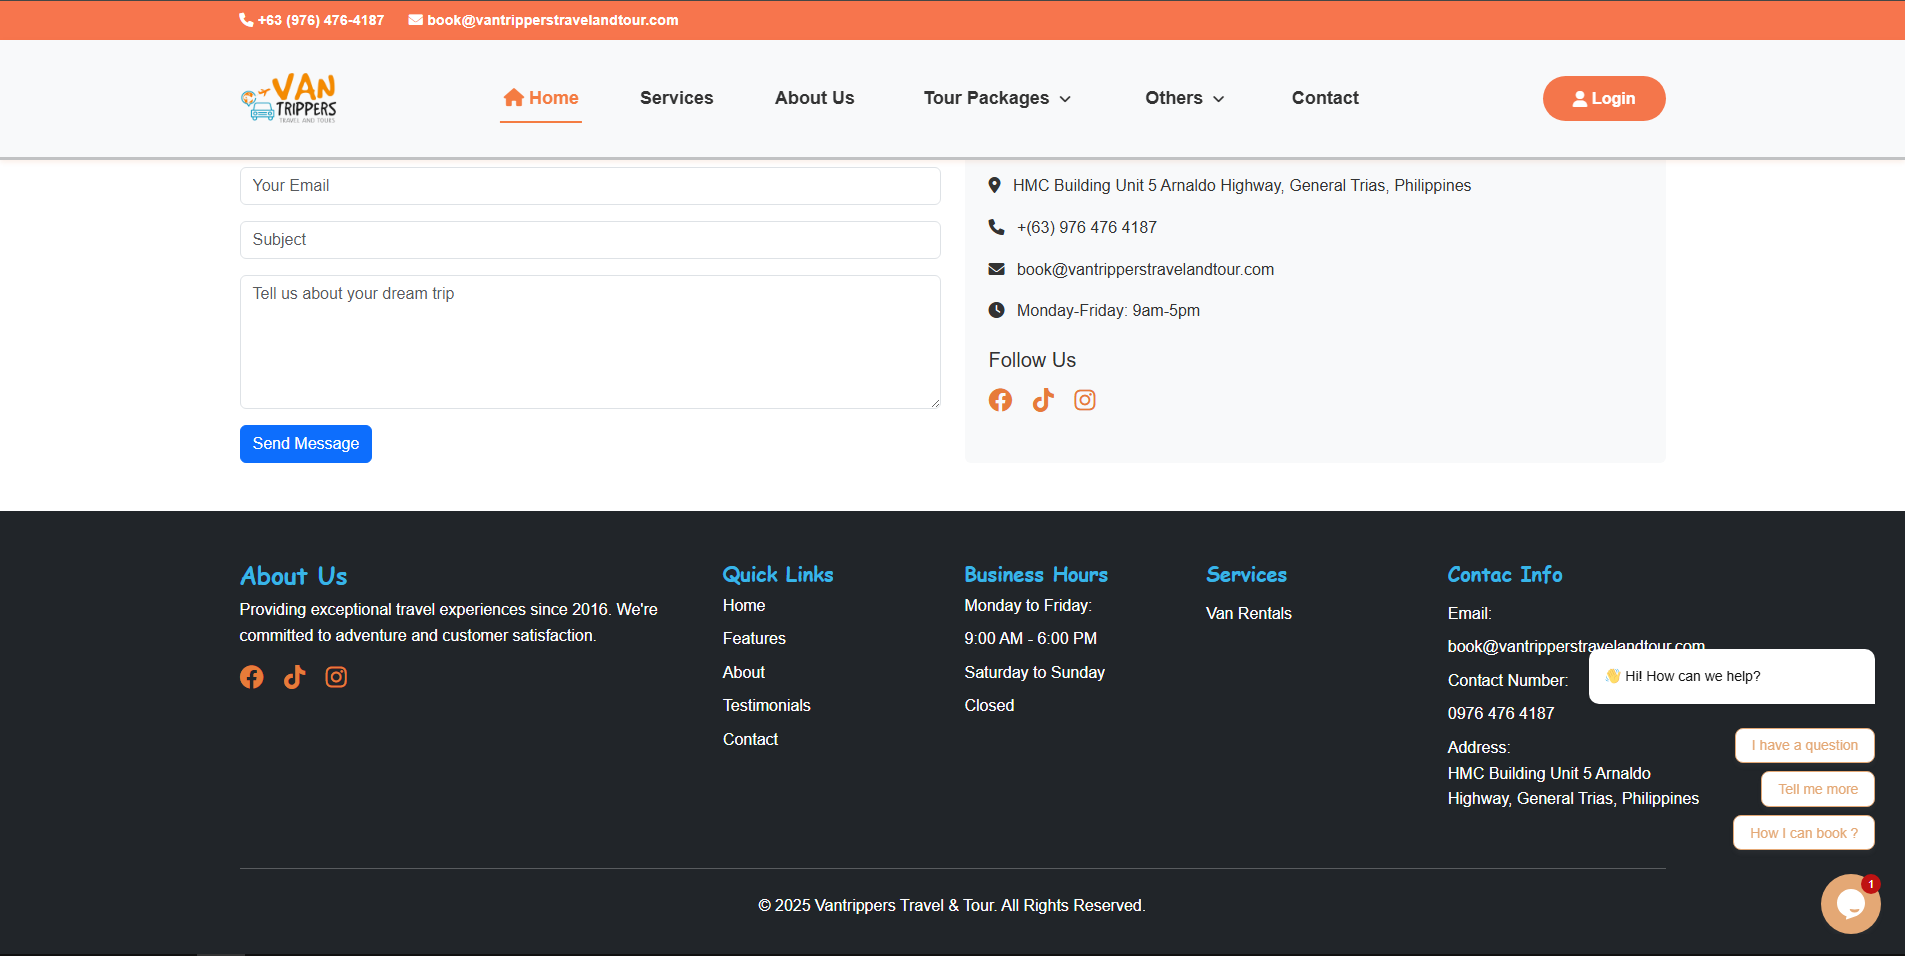 +63 (976) 476-4187 book@vantripperstravelandtour.com
VAN
TRIPPERS
TRAVEL AND TOURS
Home Services About Us Tour Packages Others Contact Login
Your Email
Subject
Tell us about your dream trip
Send Message
HMC Building Unit 5 Arnaldo Highway, General Trias, Philippines
+(63) 976 476 4187
book@vantripperstravelandtour.com
Monday-Friday: 9am-5pm
Follow Us
About Us
Providing exceptional travel experiences since 2016. We're
committed to adventure and customer satisfaction.
Quick Links
Home
Features
About
Testimonials
Contact
Business Hours
Monday to Friday:
9:00 AM - 6:00 PM
Saturday to Sunday
Closed
Services
Van Rentals
Contac Info
Email:
book@vantripperstravelandtour.com
Contact Number:
0976 476 4187
Address:
HMC Building Unit 5 Arnaldo
Highway, General Trias, Philippines
👋 Hi! How can we help?
I have a question
Tell me more
How I can book ?
1
© 2025 Vantrippers Travel & Tour. All Rights Reserved.